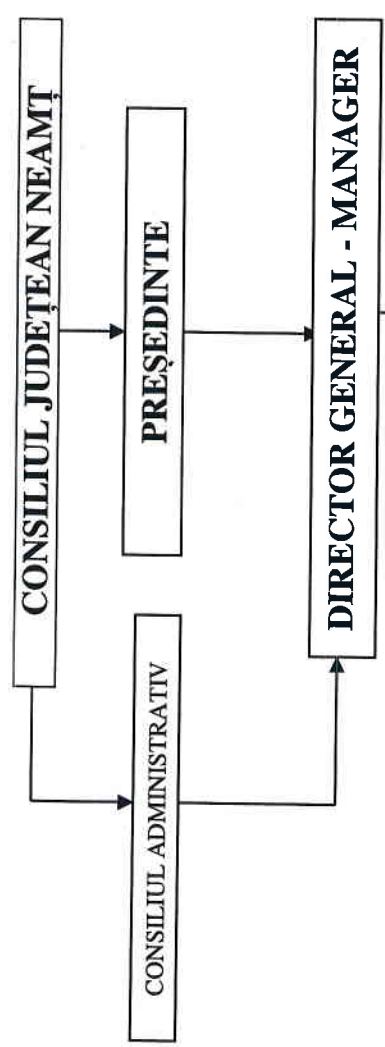 CONSILIUL JUDEȚEAN NEAMȚ
PREȘEDINTE
CONSILIUL ADMINISTRATIV
DIRECTOR GENERAL - MANAGER